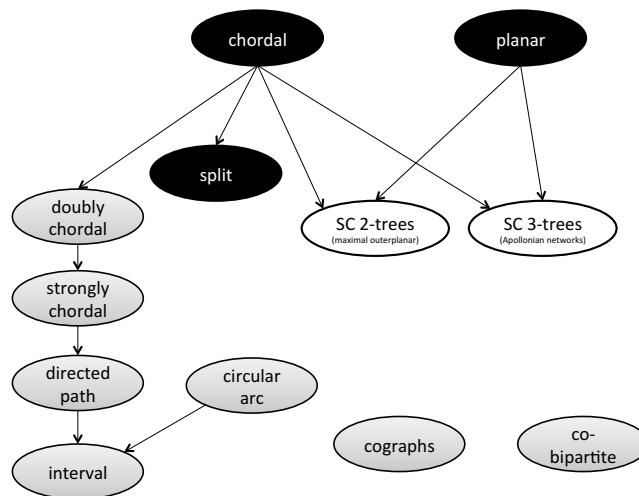 chordal
planar
split
doubly
chordal
SC 2-trees
(maximal outerplanar)
SC 3-trees
(Apollonian networks)
strongly
chordal
directed
path
circular
arc
interval
cographs
co-
bipartite